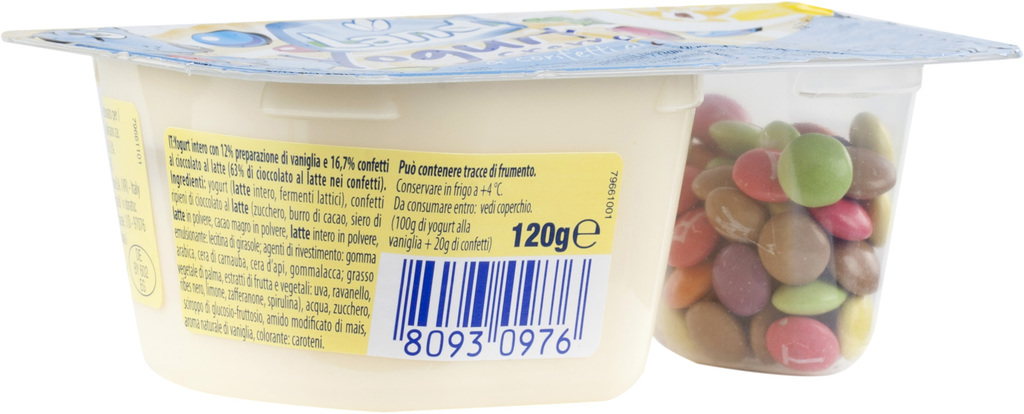 Yogurt
confetti
79661101
IT:Yogurt intero con 12% preparazione di vaniglia e 16,7% confetti
al cioccolato al latte (63% di cioccolato al latte nei confetti).
Ingredienti: yogurt (latte intero, fermenti lattici), confetti
ripieni di cioccolato al latte (zucchero, burro di cacao, siero di
latte in polvere, cacao magro in polvere, latte intero in polvere,
emulsionante: lecitina di girasole; agenti di rivestimento: gomma
arabica, cera di carnauba, cera d'api, gommalacca; grasso
vegetale di palma, estratti di frutta e vegetali: uva, ravanello,
ribes nero, limone, zafferanone, spirulina), acqua, zucchero,
sciroppo di glucosio-fruttosio, amido modificato di mais,
aroma naturale di vaniglia, colorante: caroteni.
Può contenere tracce di frumento.
Conservare in frigo a +4°C.
Da consumare entro: vedi coperchio.
(100g di yogurt alla
vaniglia + 20g di confetti)
120g e
8093 0976
79661001